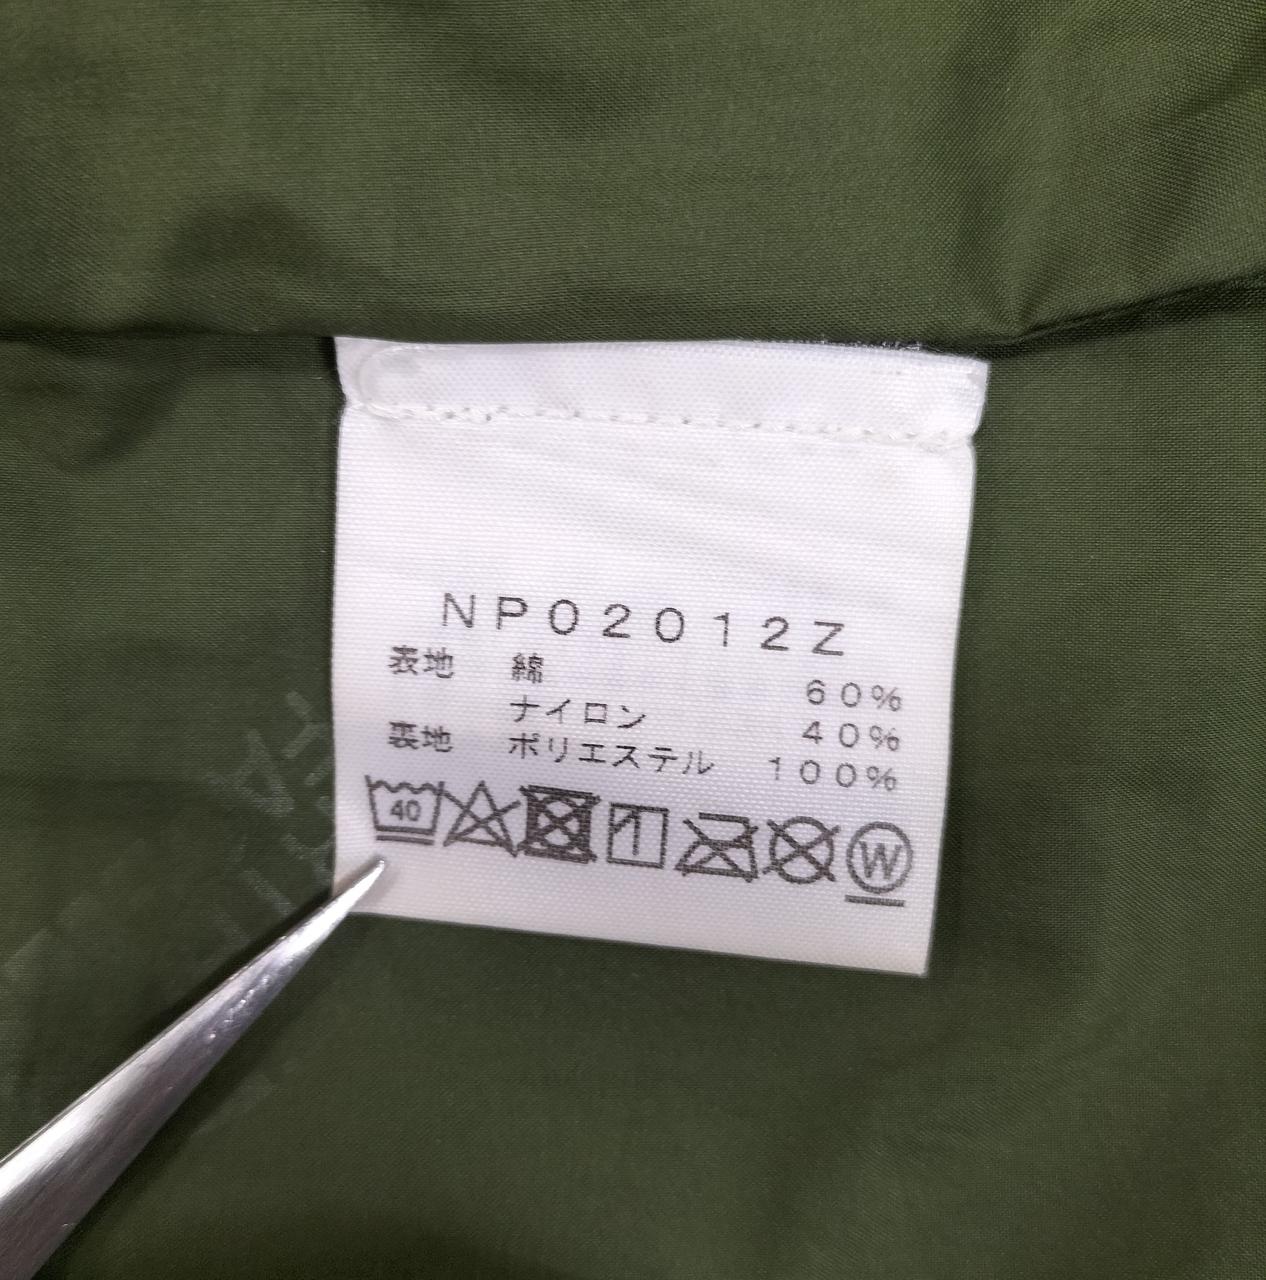 NP02012Z
表地 綿 60%
ナイロン 40%
裏地 ポリエステル 100%
40
W